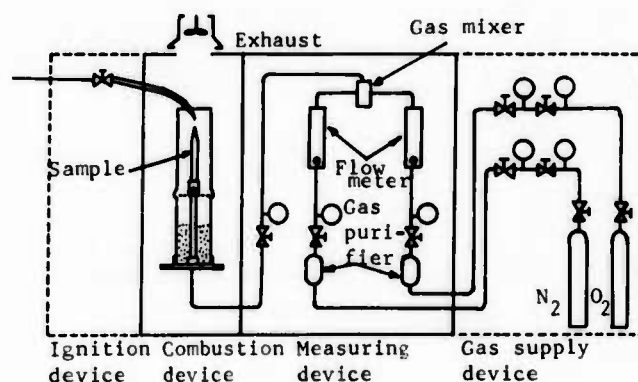 Gas mixer
Exhaust
Sample
Flow
meter
Gas
puri-
fier
N2
O2
Ignition
device
Combustion
device
Measuring
device
Gas supply
device